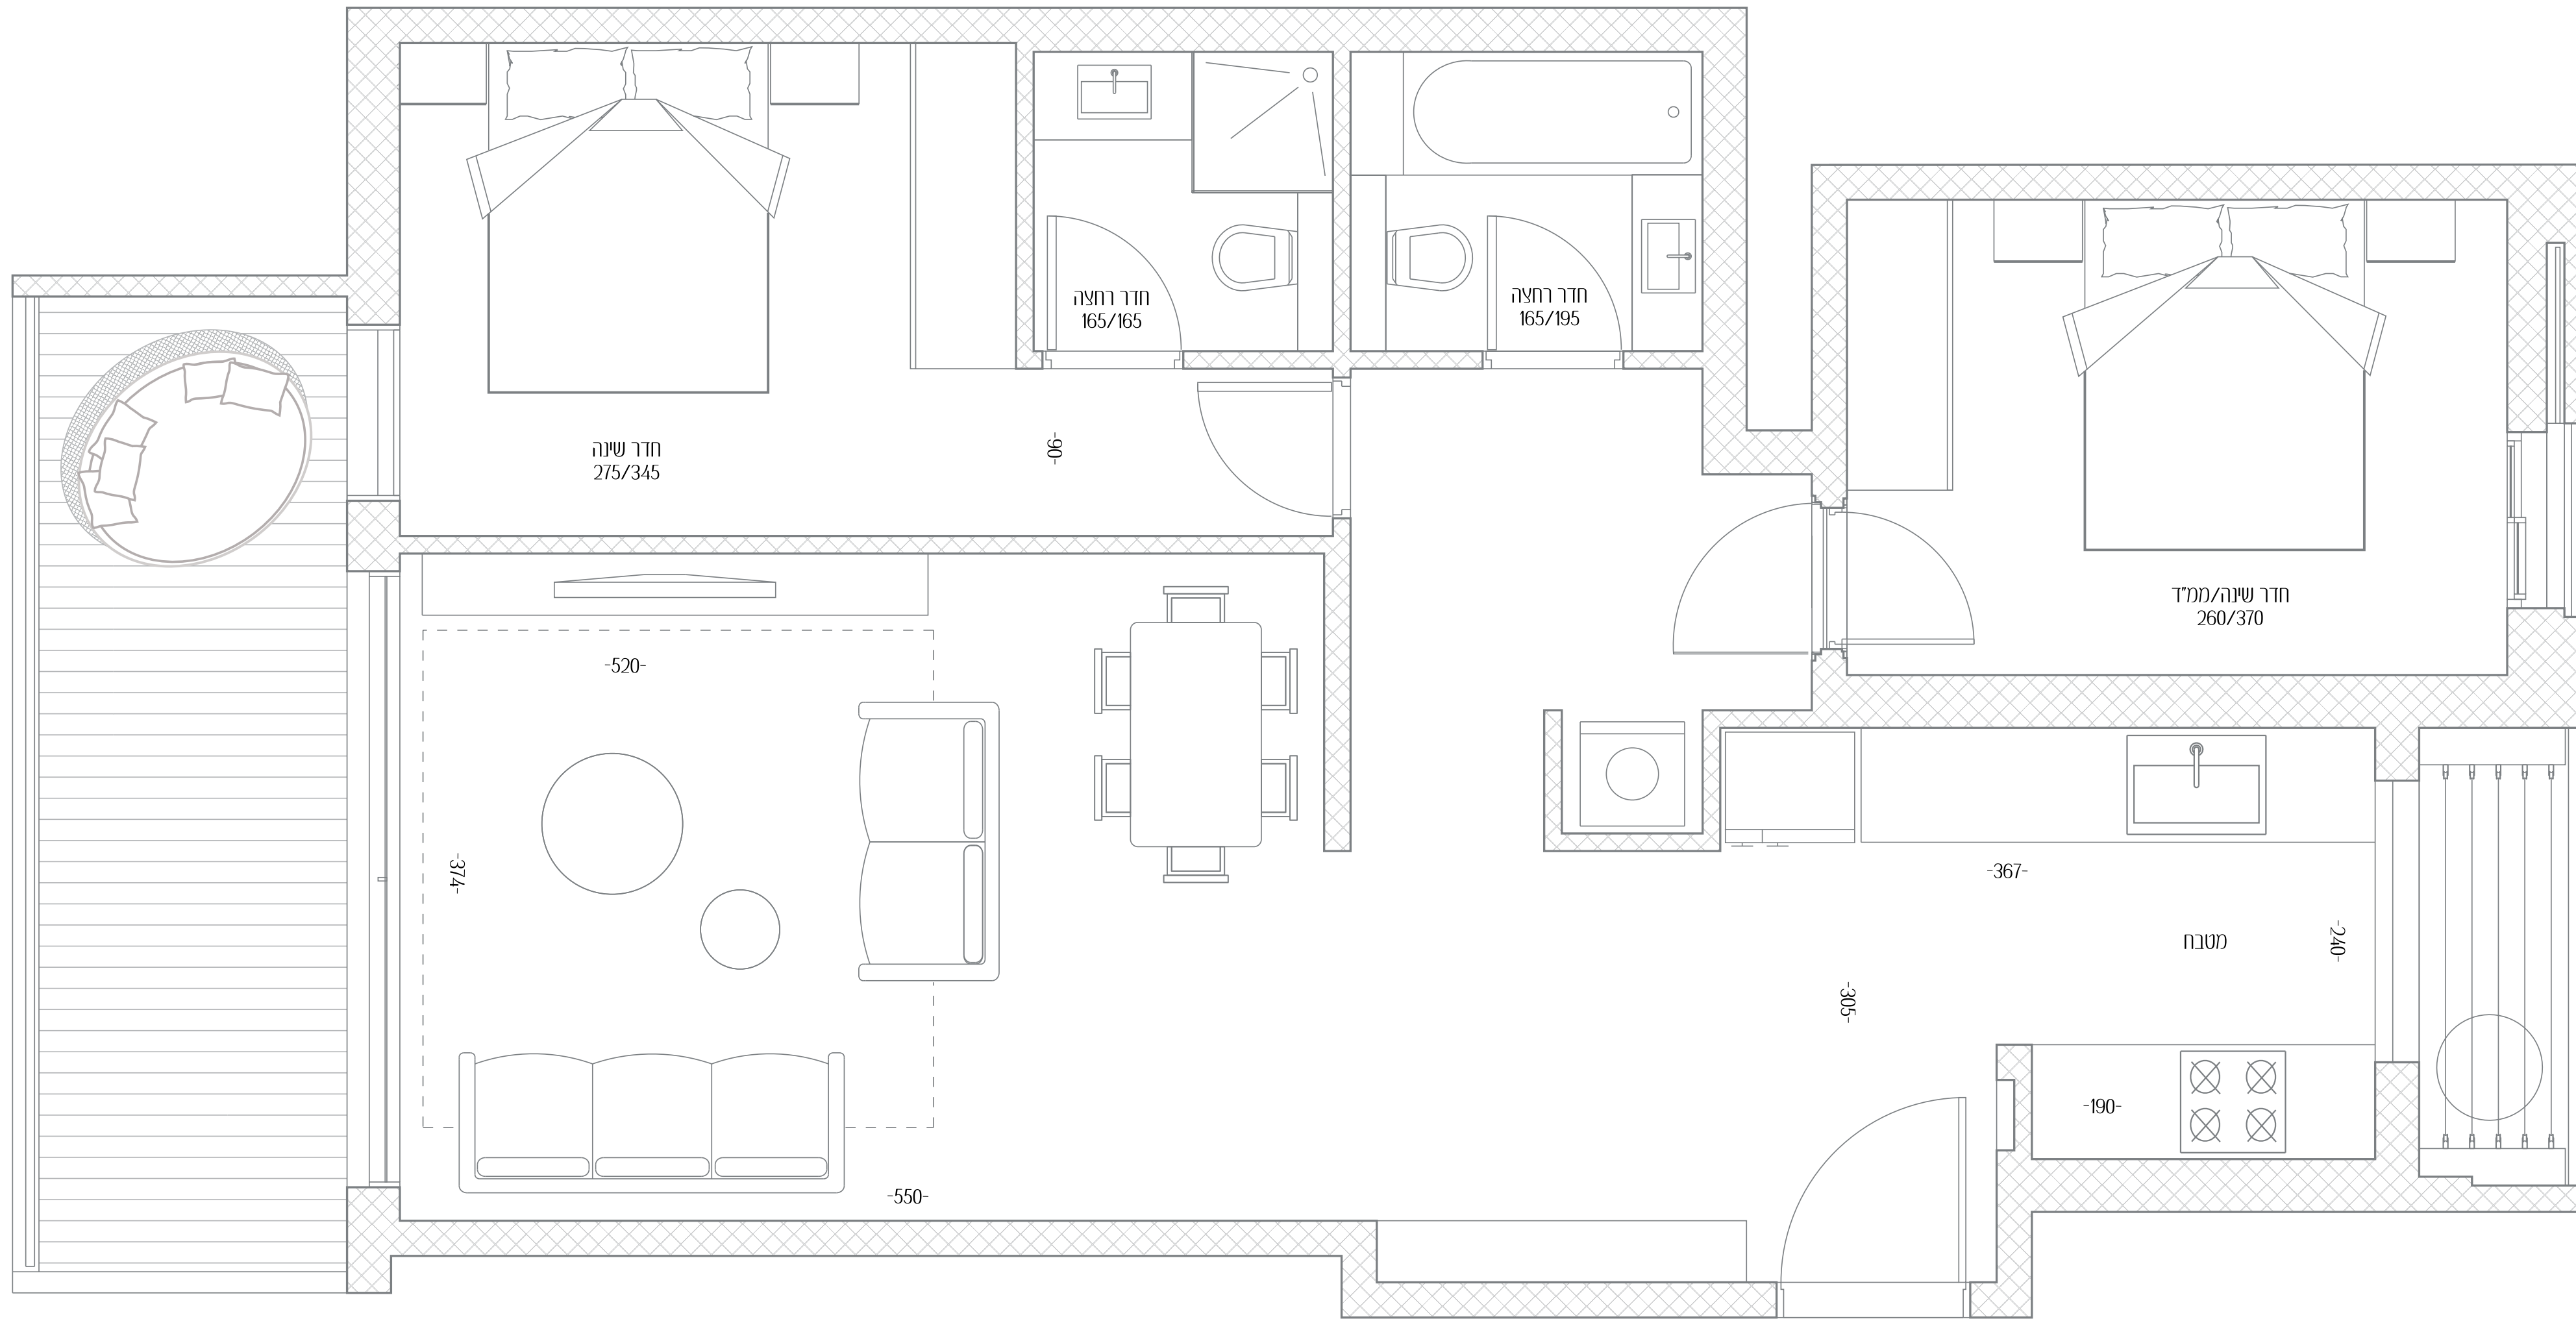 חדר רחצה
165/165
חדר רחצה
165/195
חדר שינה
275/345
-90-
חדר שינה/ממ"ד
260/370
-520-
-374-
-367-
מטבח
-240-
-305-
-190-
-550-